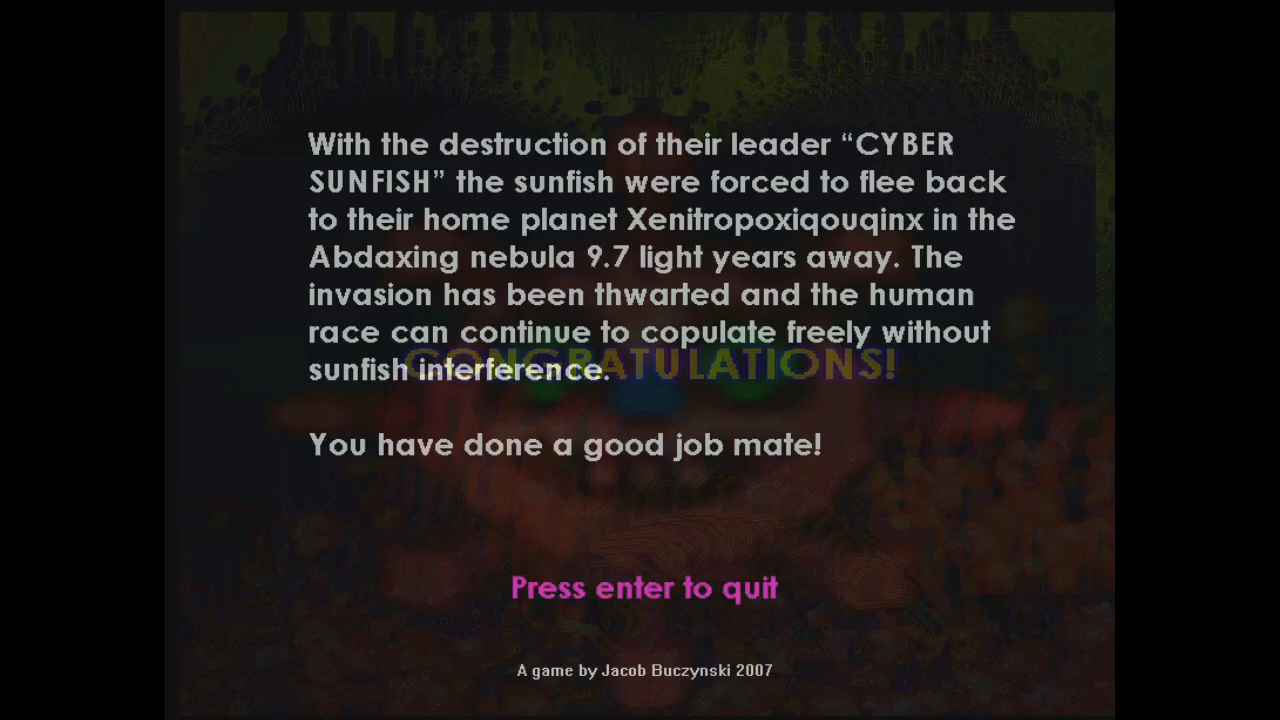 With the destruction of their leader “CYBER
SUNFISH” the sunfish were forced to flee back
to their home planet Xenitropoxiqouqinx in the
Abdaxing nebula 9.7 light years away. The
invasion has been thwarted and the human
race can continue to copulate freely without
sunfish interference.
CONGRATULATIONS!
You have done a good job mate!
Press enter to quit
A game by Jacob Buczynski 2007